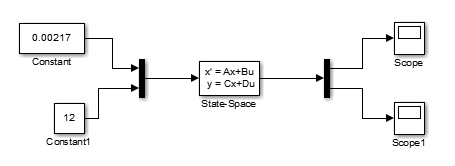 0.00217
Constant
12
Constant1
x' = Ax+Bu
y = Cx+Du
State-Space
Scope
Scope1